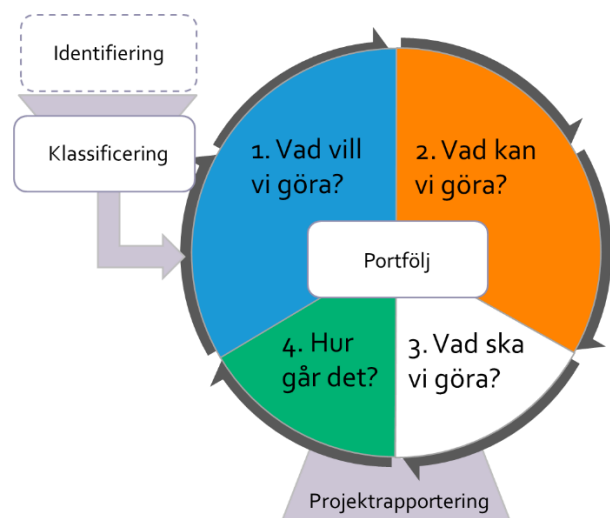 Identifiering
Klassificering
1. Vad vill
vi göra?
2. Vad kan
vi göra?
Portfölj
4. Hur
går det?
3. Vad ska
vi göra?
Projektrapportering